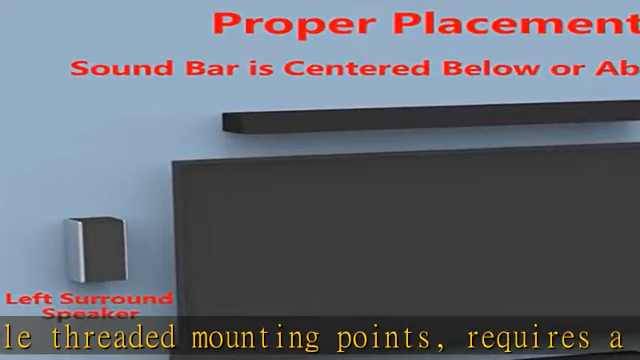 Proper Placement
Sound Bar is Centered Below or Ab
Left Surround
Speaker
le threaded mounting points, requires a